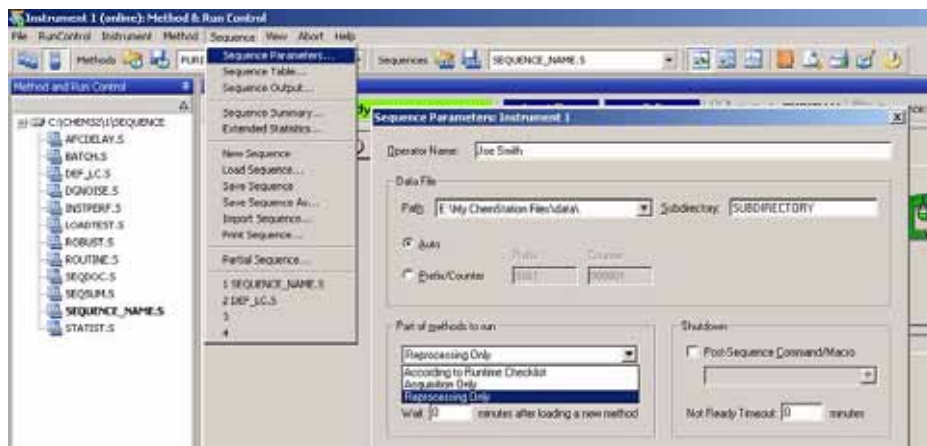 Instrument 1 (online): Method & Run Control
File RunControl Instrument Method Sequence View Abort Help
Methods PURE Sequences SEQUENCE_NAME.S
Method and Run Control
C:\CHEM32\1\SEQUENCE
AFCDELAY.S
BATCH.S
DEF_LC.S
DGNOISE.S
INSTPERF.S
LOADTEST.S
ROBUST.S
ROUTINE.S
SEQDOC.S
SEQSUM.S
SEQUENCE_NAME.S
STATIST.S
Sequence Parameters...
Sequence Table...
Sequence Output...
Sequence Summary...
Extended Statistics...
New Sequence
Load Sequence...
Save Sequence
Save Sequence As...
Import Sequence...
Print Sequence...
Partial Sequence...
1 SEQUENCE_NAME.S
2 DEF_LC.S
3
4
Sequence Parameters: Instrument 1
Operator Name: Joe Smith
Data File
Path: E:\My ChemStation Files\data\ Subdirectory: SUBDIRECTORY
Auto
Prefix Counter
Prefix/Counter 000001
Part of methods to run
Reprocessing Only
According to Runtime Checklist
Acquisition Only
Reprocessing Only
Wait 0 minutes after loading a new method
Shutdown
Post-Sequence Command/Macro
Not Ready Timeout: 0 minutes